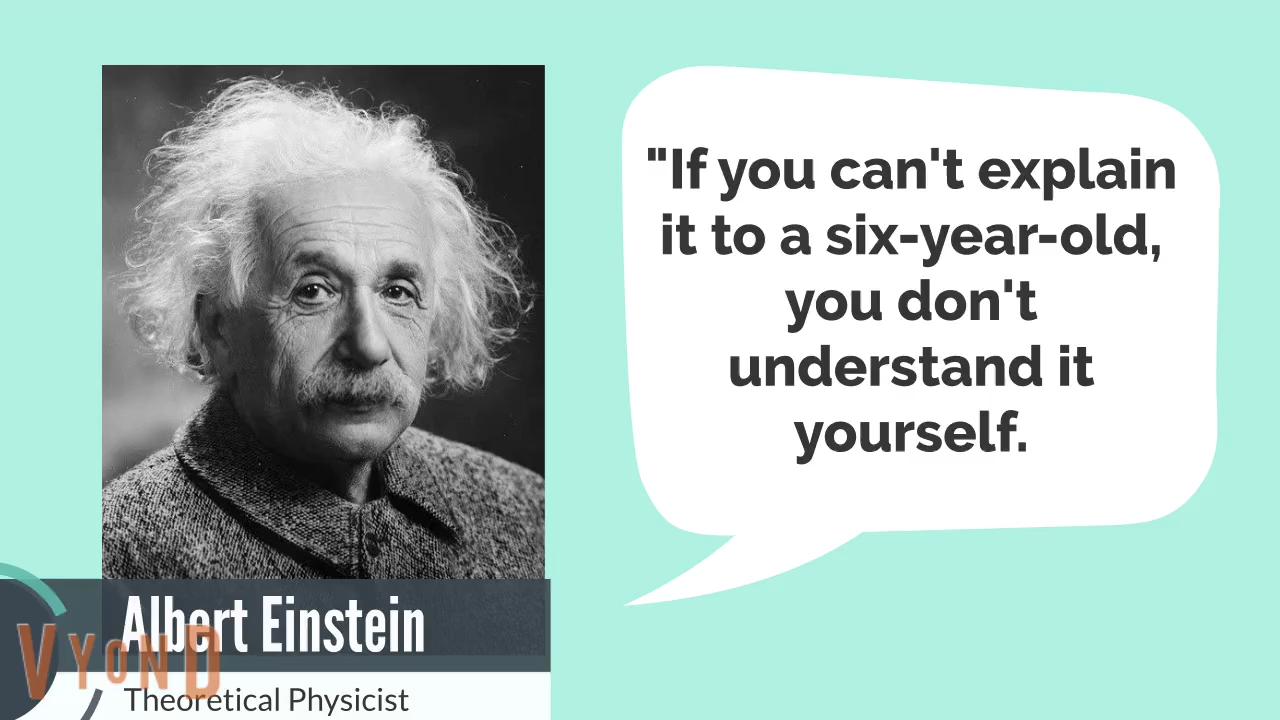 "If you can't explain
it to a six-year-old,
you don't
understand it
yourself.
Albert Einstein
VYOND
Theoretical Physicist